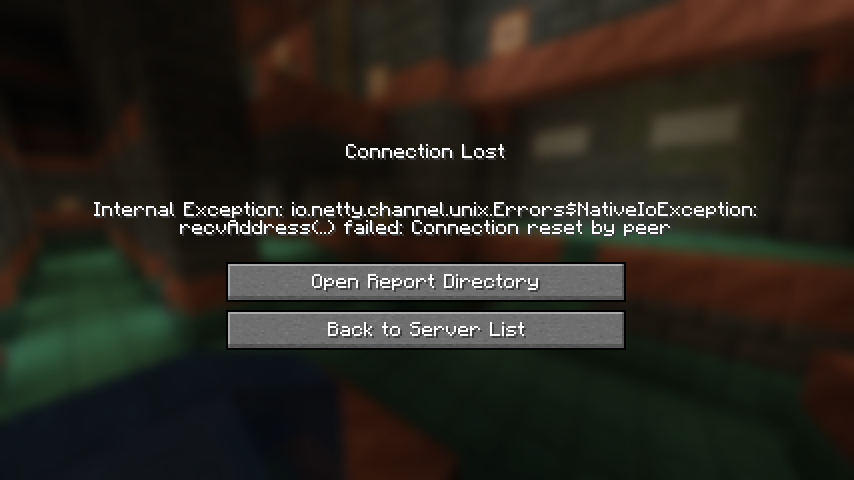 Connection Lost
Internal Exception: io.netty.channel.unix.Errors$NativeIoException:
recvAddress(..) failed: Connection reset by peer
Open Report Directory
Back to Server List